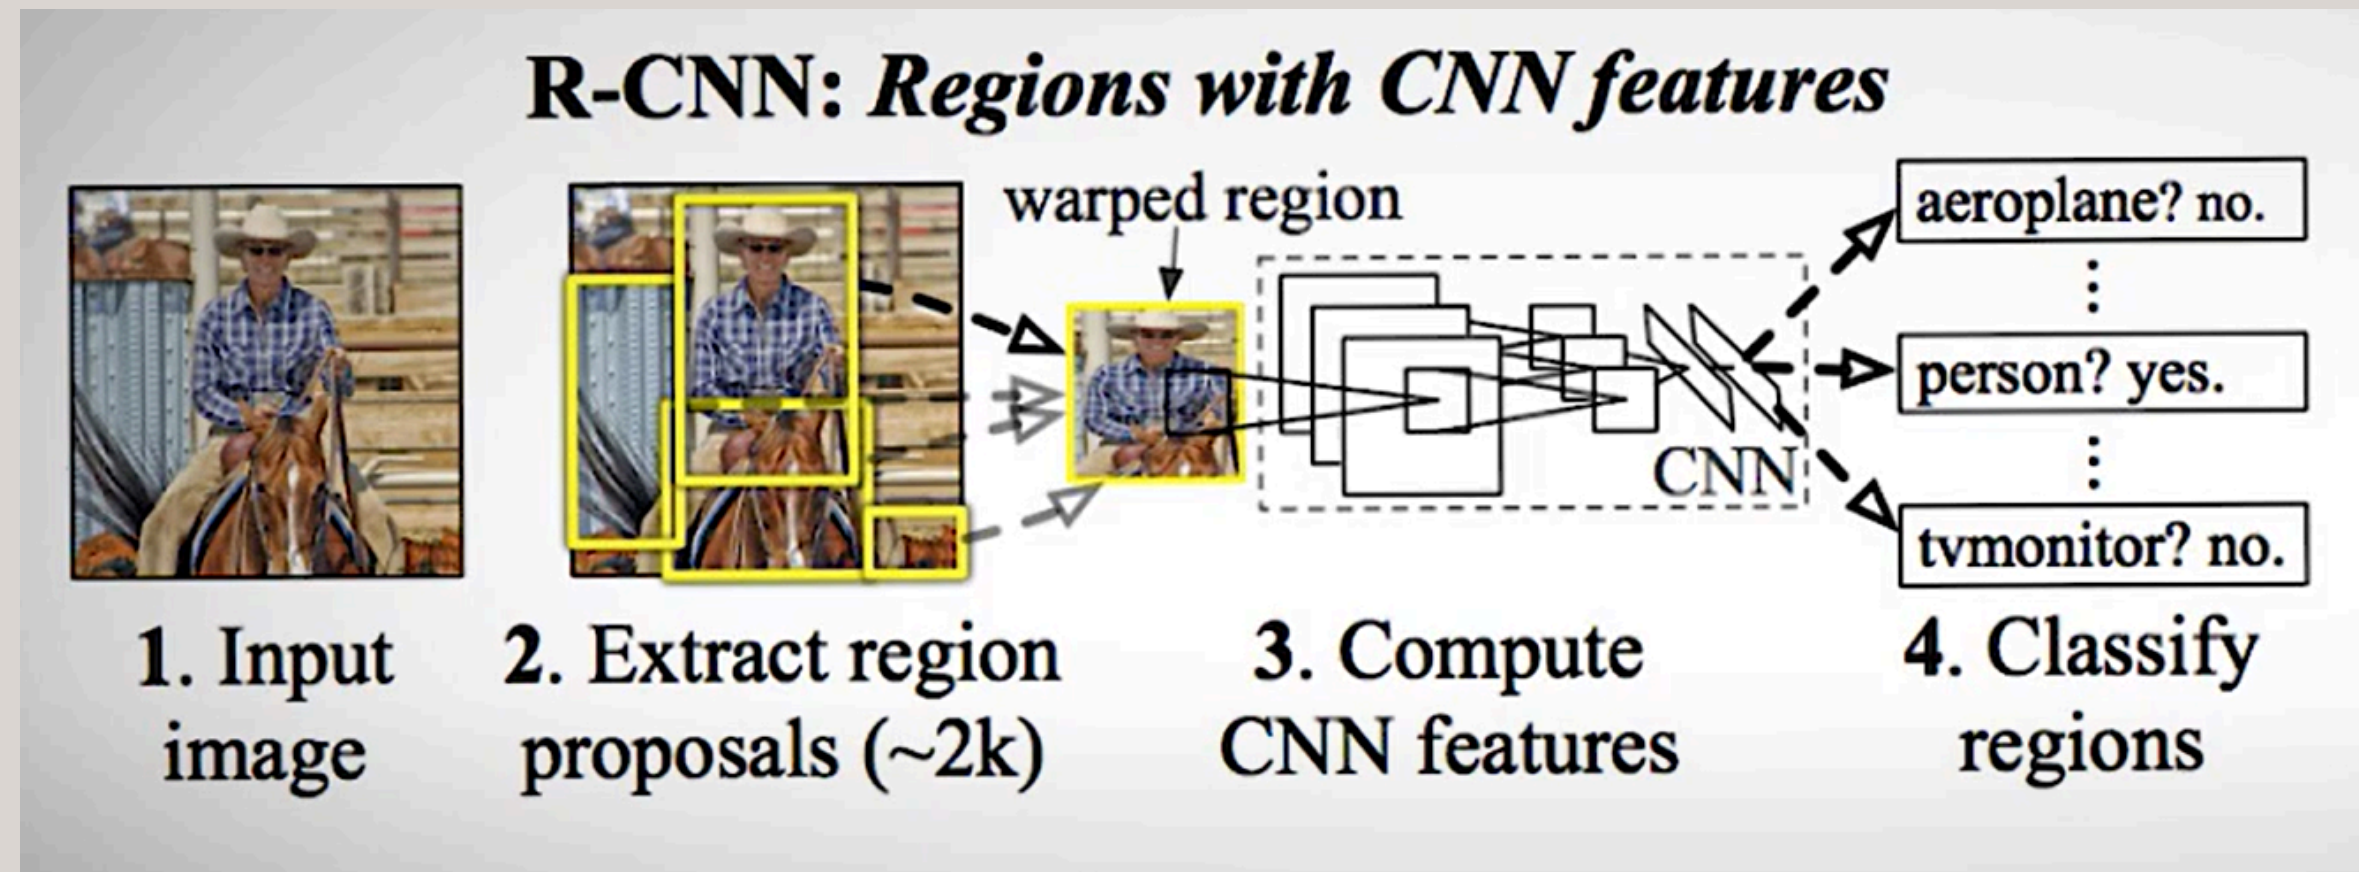 R-CNN: Regions with CNN features
warped region
aeroplane? no.
person? yes.
CNN
tvmonitor? no.
1. Input
image
2. Extract region
proposals (~2k)
3. Compute
CNN features
4. Classify
regions